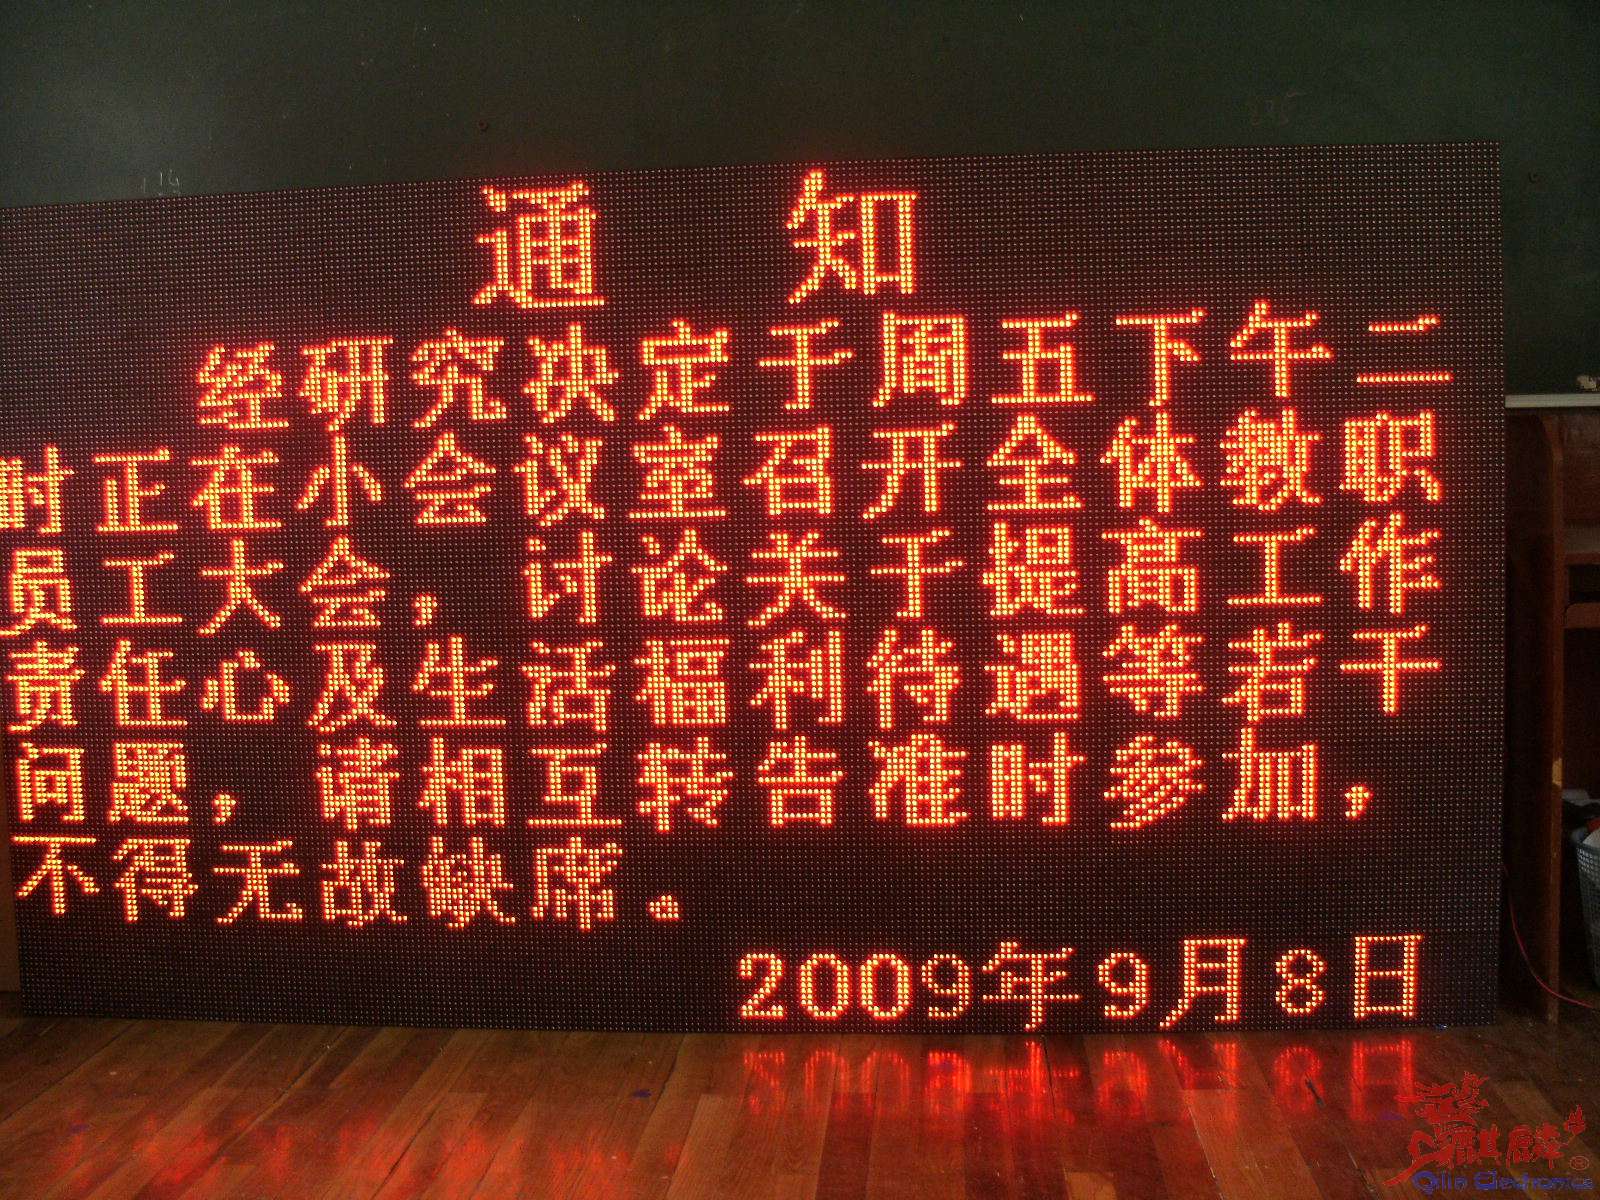 通 知
经研究决定于周五下午二
时正在小会议室召开全体教职
员工大会，讨论关于提高工作
责任心及生活福利待遇等若干
问题，请相互转告准时参加，
不得无故缺席。
2009年9月8日
麒麟
Qilin Electronics